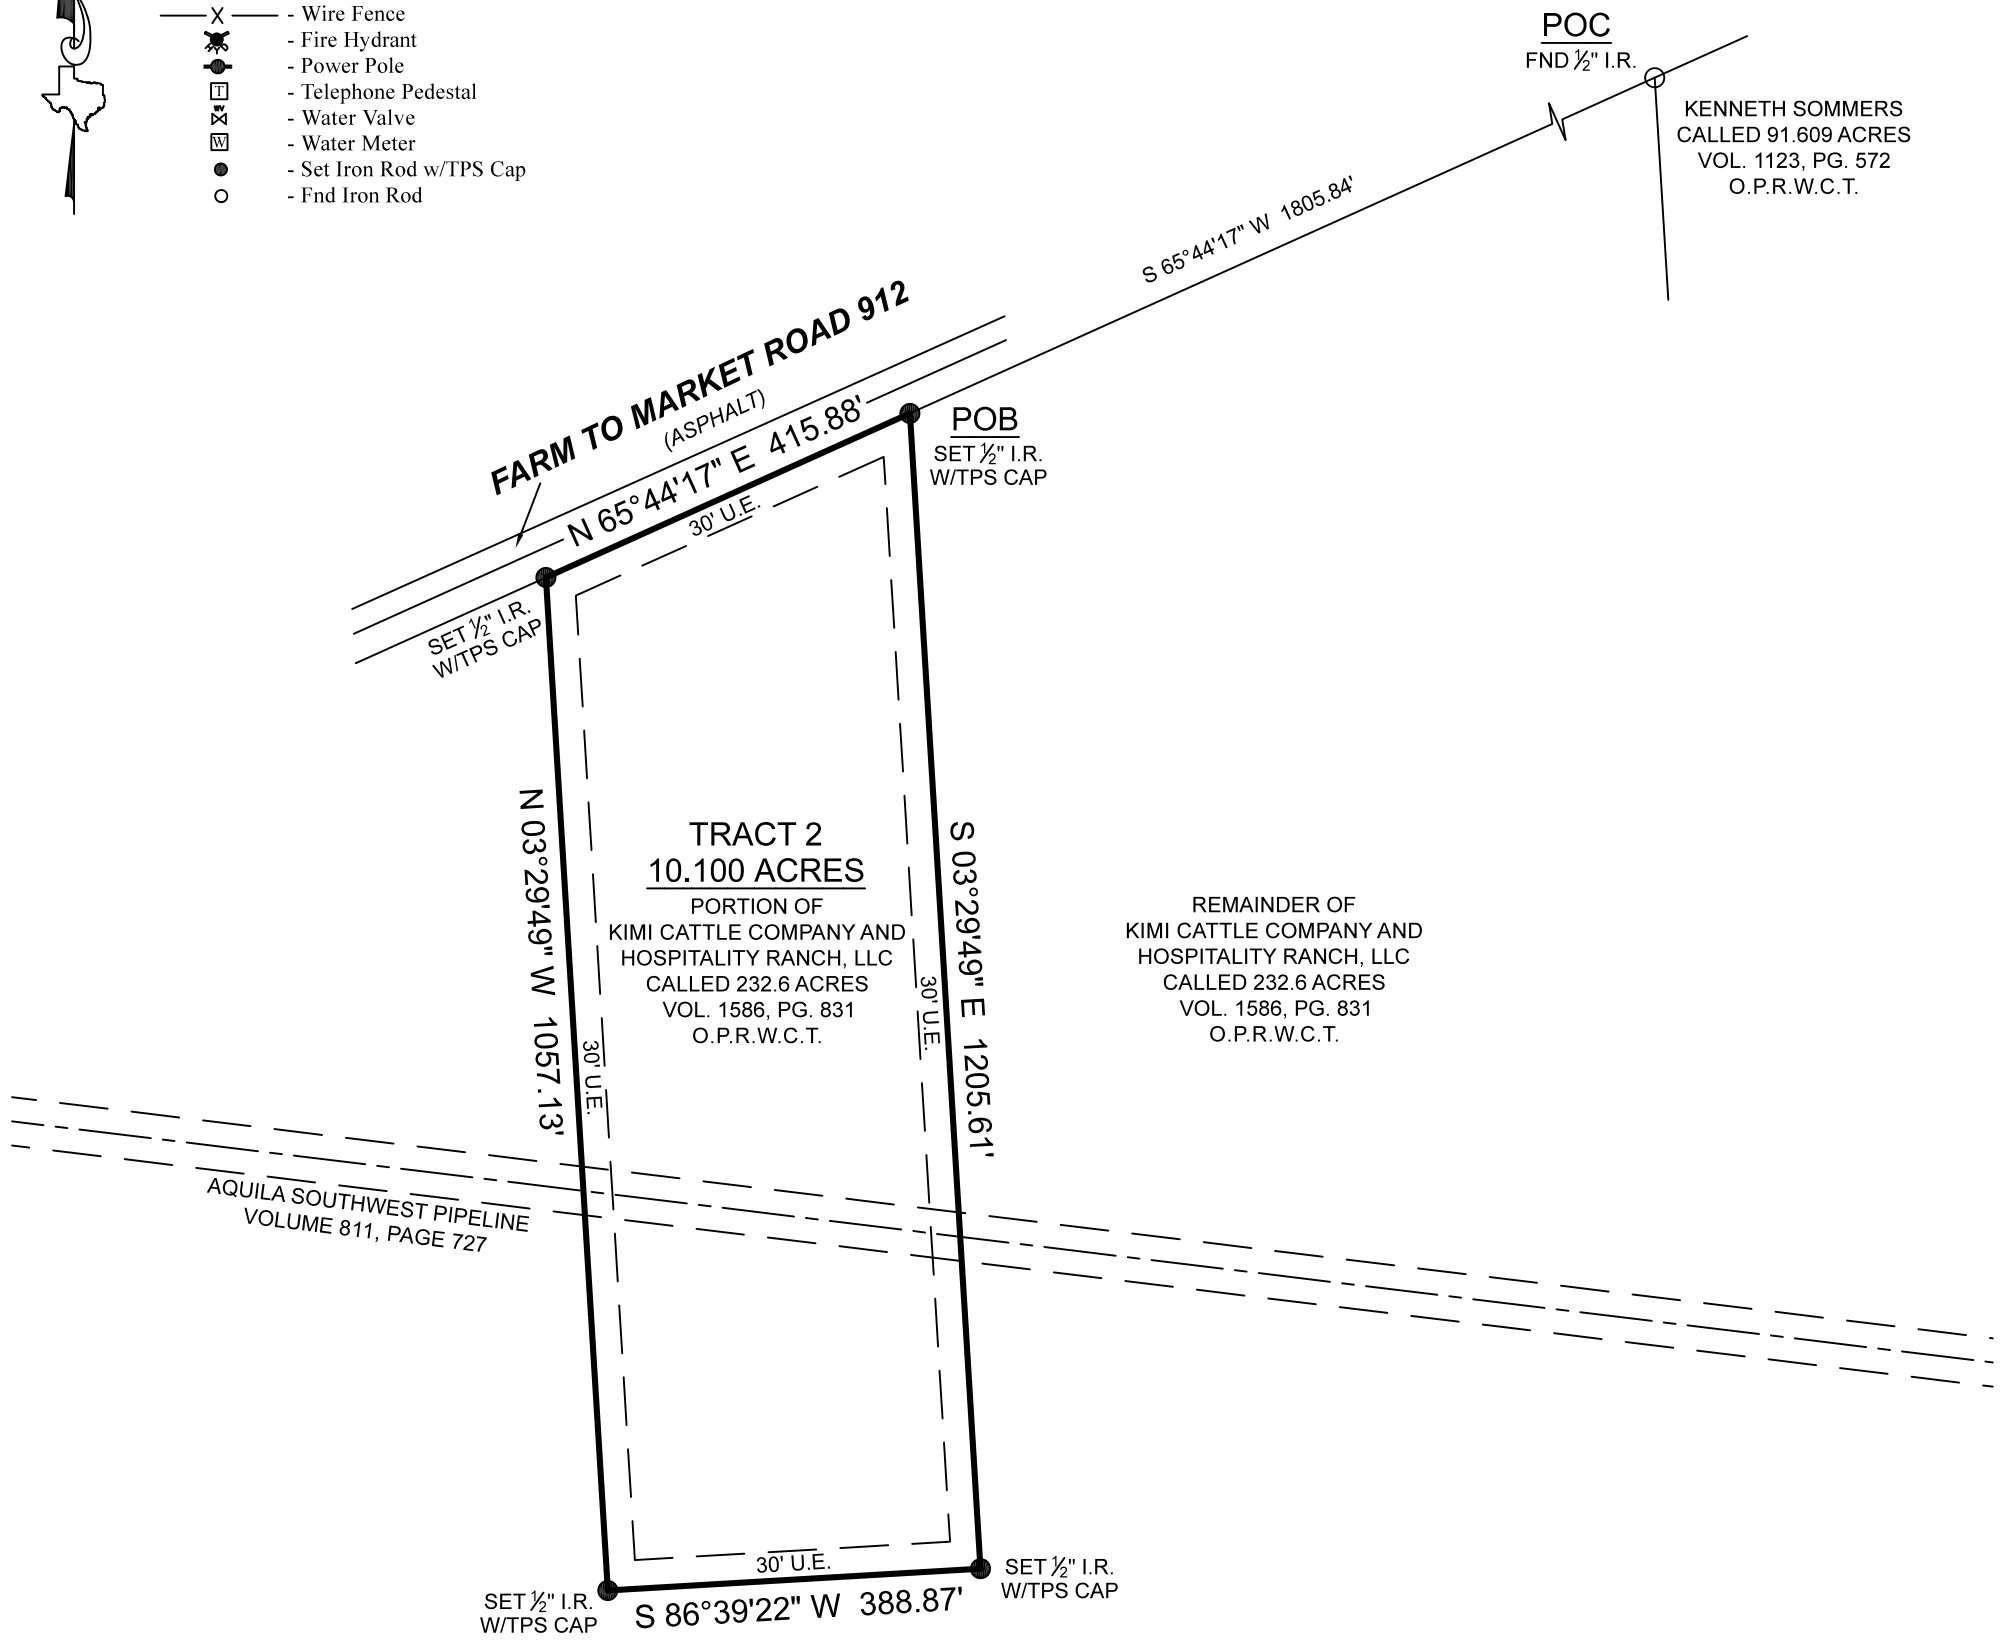 X - Wire Fence
- Fire Hydrant
- Power Pole
T - Telephone Pedestal
WV - Water Valve
W - Water Meter
- Set Iron Rod w/TPS Cap
- Fnd Iron Rod
POC
FND ½" I.R.
KENNETH SOMMERS
CALLED 91.609 ACRES
VOL. 1123, PG. 572
O.P.R.W.C.T.
S 65°44'17" W 1805.84'
FARM TO MARKET ROAD 912
(ASPHALT)
N 65°44'17" E 415.88'
30' U.E.
POB
SET ½" I.R.
W/TPS CAP
SET ½" I.R.
W/TPS CAP
N 03°29'49" W 1057.13'
30' U.E.
TRACT 2
10.100 ACRES
PORTION OF
KIMI CATTLE COMPANY AND
HOSPITALITY RANCH, LLC
CALLED 232.6 ACRES
VOL. 1586, PG. 831
O.P.R.W.C.T.
30' U.E.
S 03°29'49" E 1205.61'
REMAINDER OF
KIMI CATTLE COMPANY AND
HOSPITALITY RANCH, LLC
CALLED 232.6 ACRES
VOL. 1586, PG. 831
O.P.R.W.C.T.
AQUILA SOUTHWEST PIPELINE
VOLUME 811, PAGE 727
30' U.E.
SET ½" I.R.
W/TPS CAP
S 86°39'22" W 388.87'
SET ½" I.R.
W/TPS CAP